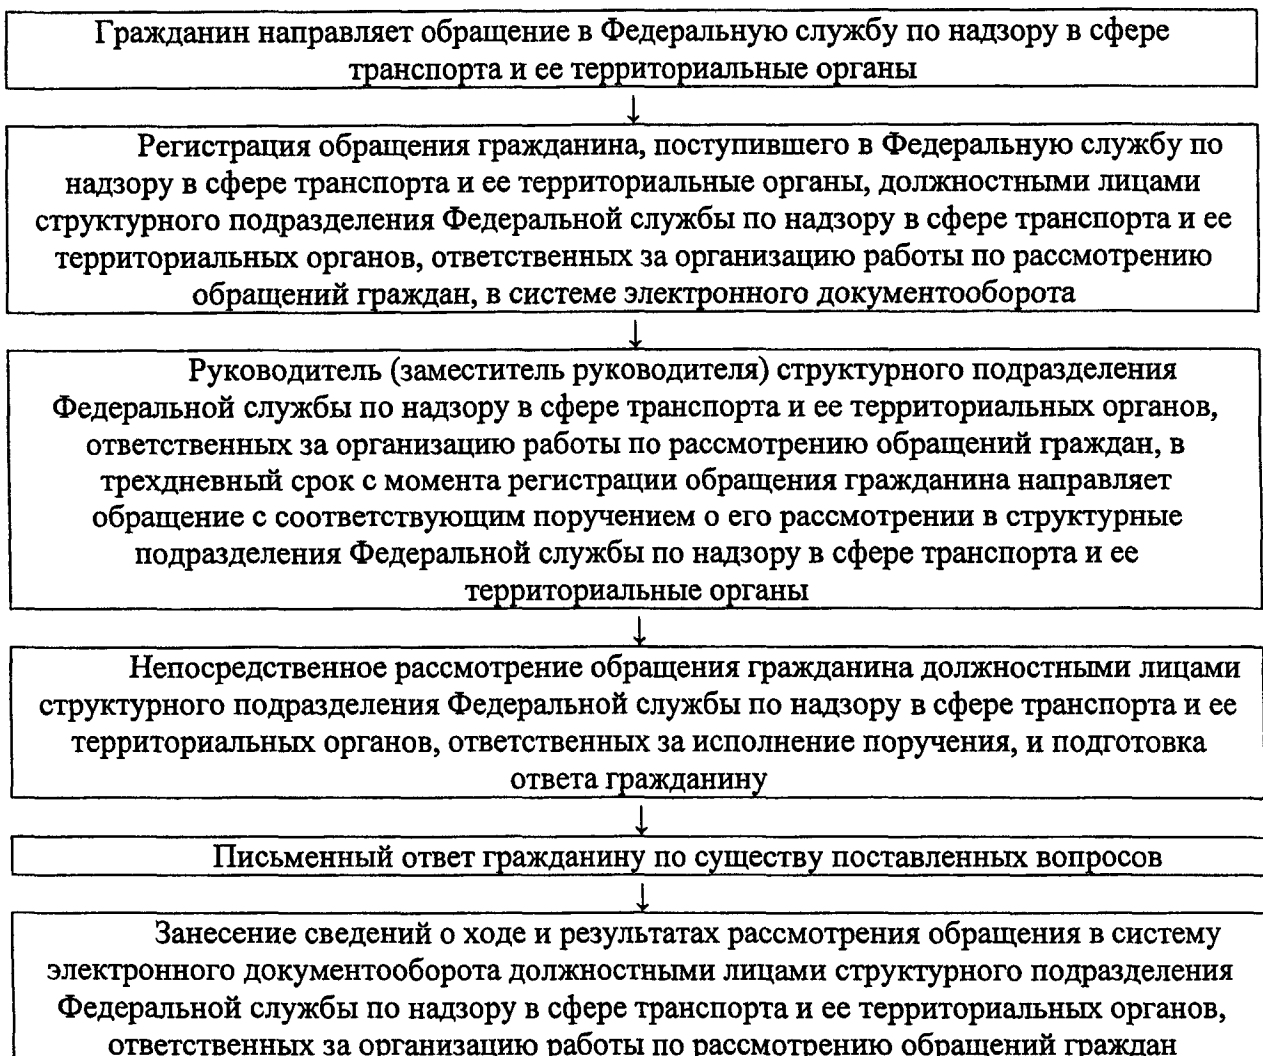 Гражданин направляет обращение в Федеральную службу по надзору в сфере
транспорта и ее территориальные органы
↓
Регистрация обращения гражданина, поступившего в Федеральную службу по
надзору в сфере транспорта и ее территориальные органы, должностными лицами
структурного подразделения Федеральной службы по надзору в сфере транспорта и ее
территориальных органов, ответственных за организацию работы по рассмотрению
обращений граждан, в системе электронного документооборота
↓
Руководитель (заместитель руководителя) структурного подразделения
Федеральной службы по надзору в сфере транспорта и ее территориальных органов,
ответственных за организацию работы по рассмотрению обращений граждан, в
трехдневный срок с момента регистрации обращения гражданина направляет
обращение с соответствующим поручением о его рассмотрении в структурные
подразделения Федеральной службы по надзору в сфере транспорта и ее
территориальные органы
↓
Непосредственное рассмотрение обращения гражданина должностными лицами
структурного подразделения Федеральной службы по надзору в сфере транспорта и ее
территориальных органов, ответственных за исполнение поручения, и подготовка
ответа гражданину
↓
Письменный ответ гражданину по существу поставленных вопросов
↓
Занесение сведений о ходе и результатах рассмотрения обращения в систему
электронного документооборота должностными лицами структурного подразделения
Федеральной службы по надзору в сфере транспорта и ее территориальных органов,
ответственных за организацию работы по рассмотрению обращений граждан